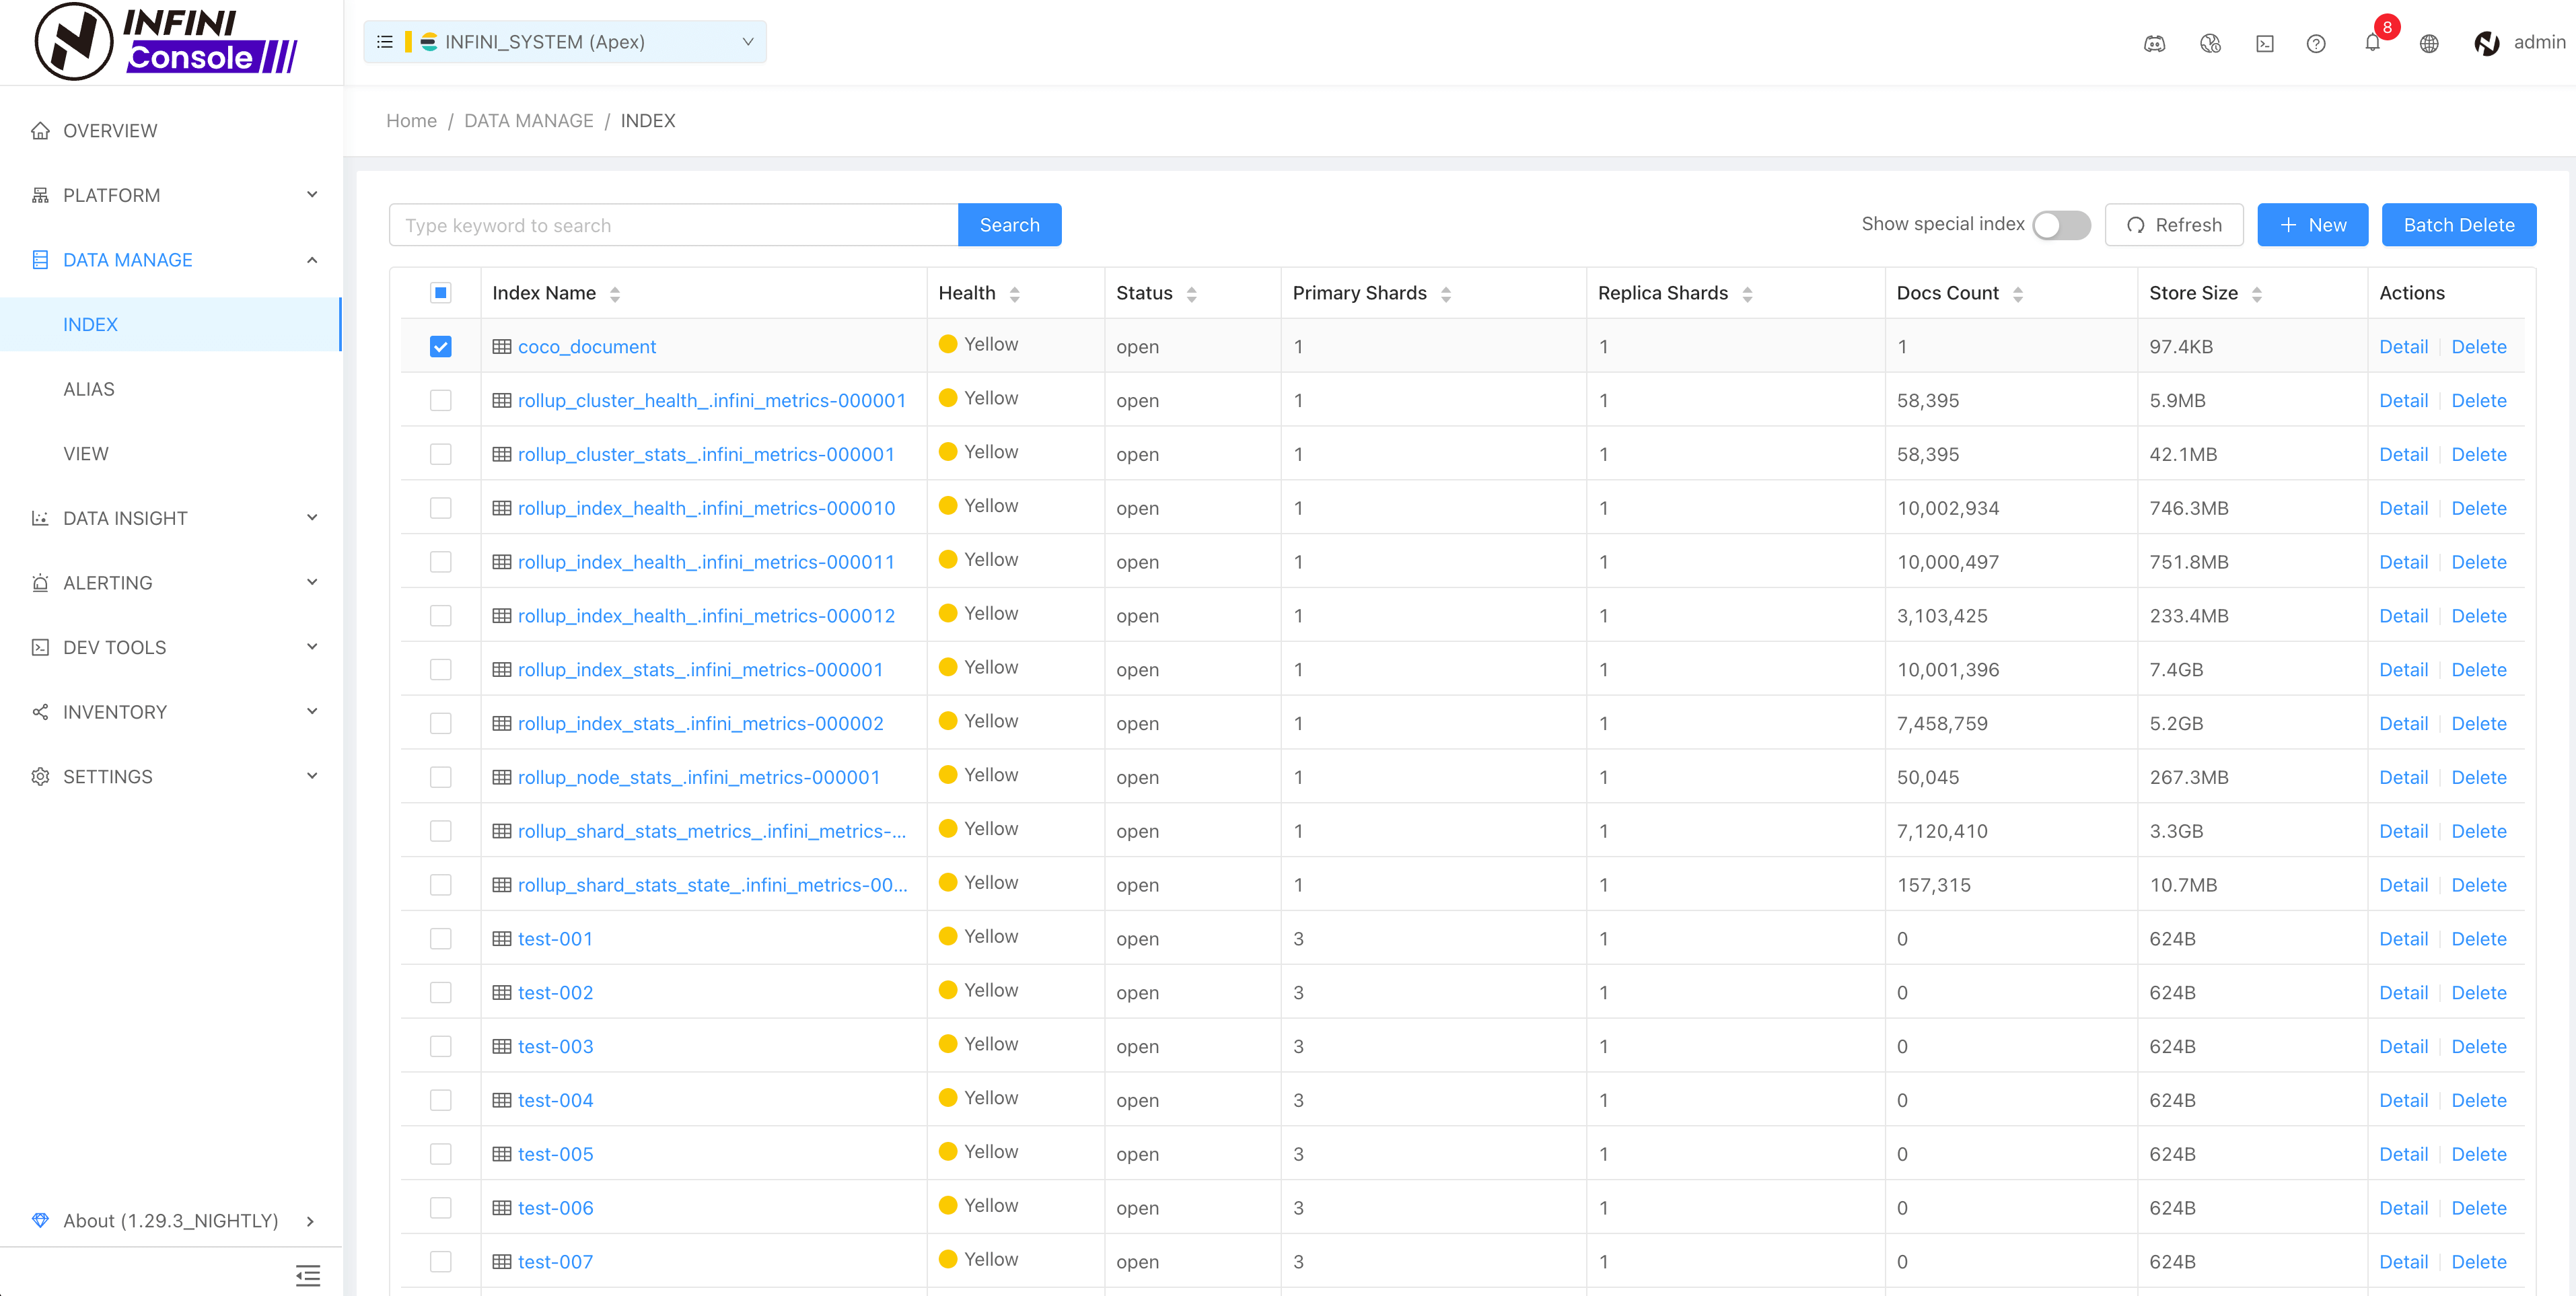 INFINI
Console
INFINI_SYSTEM (Apex)
8
admin
OVERVIEW
PLATFORM
DATA MANAGE
INDEX
ALIAS
VIEW
DATA INSIGHT
ALERTING
DEV TOOLS
INVENTORY
SETTINGS
About (1.29.3_NIGHTLY)
Home / DATA MANAGE / INDEX
Type keyword to search Search Show special index Refresh New Batch Delete
Index Name Health Status Primary Shards Replica Shards Docs Count Store Size Actions
coco_document Yellow open 1 1 1 97.4KB Detail Delete
rollup_cluster_health_.infini_metrics-000001 Yellow open 1 1 58,395 5.9MB Detail Delete
rollup_cluster_stats_.infini_metrics-000001 Yellow open 1 1 58,395 42.1MB Detail Delete
rollup_index_health_.infini_metrics-000010 Yellow open 1 1 10,002,934 746.3MB Detail Delete
rollup_index_health_.infini_metrics-000011 Yellow open 1 1 10,000,497 751.8MB Detail Delete
rollup_index_health_.infini_metrics-000012 Yellow open 1 1 3,103,425 233.4MB Detail Delete
rollup_index_stats_.infini_metrics-000001 Yellow open 1 1 10,001,396 7.4GB Detail Delete
rollup_index_stats_.infini_metrics-000002 Yellow open 1 1 7,458,759 5.2GB Detail Delete
rollup_node_stats_.infini_metrics-000001 Yellow open 1 1 50,045 267.3MB Detail Delete
rollup_shard_stats_metrics_.infini_metrics-... Yellow open 1 1 7,120,410 3.3GB Detail Delete
rollup_shard_stats_state_.infini_metrics-00... Yellow open 1 1 157,315 10.7MB Detail Delete
test-001 Yellow open 3 1 0 624B Detail Delete
test-002 Yellow open 3 1 0 624B Detail Delete
test-003 Yellow open 3 1 0 624B Detail Delete
test-004 Yellow open 3 1 0 624B Detail Delete
test-005 Yellow open 3 1 0 624B Detail Delete
test-006 Yellow open 3 1 0 624B Detail Delete
test-007 Yellow open 3 1 0 624B Detail Delete